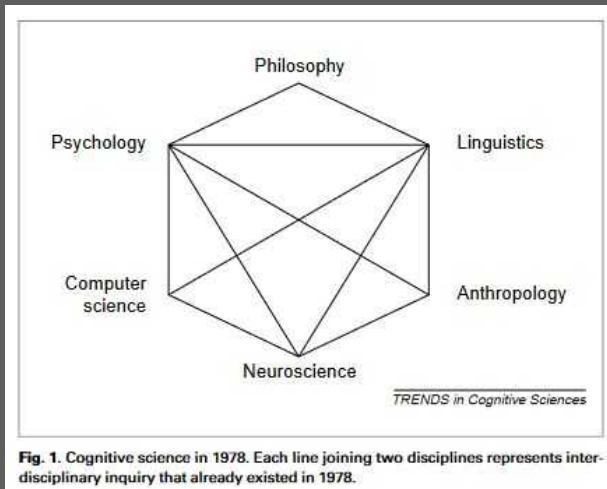 Philosophy
Psychology
Linguistics
Computer
science
Anthropology
Neuroscience
TRENDS in Cognitive Sciences
Fig. 1. Cognitive science in 1978. Each line joining two disciplines represents inter-
disciplinary inquiry that already existed in 1978.